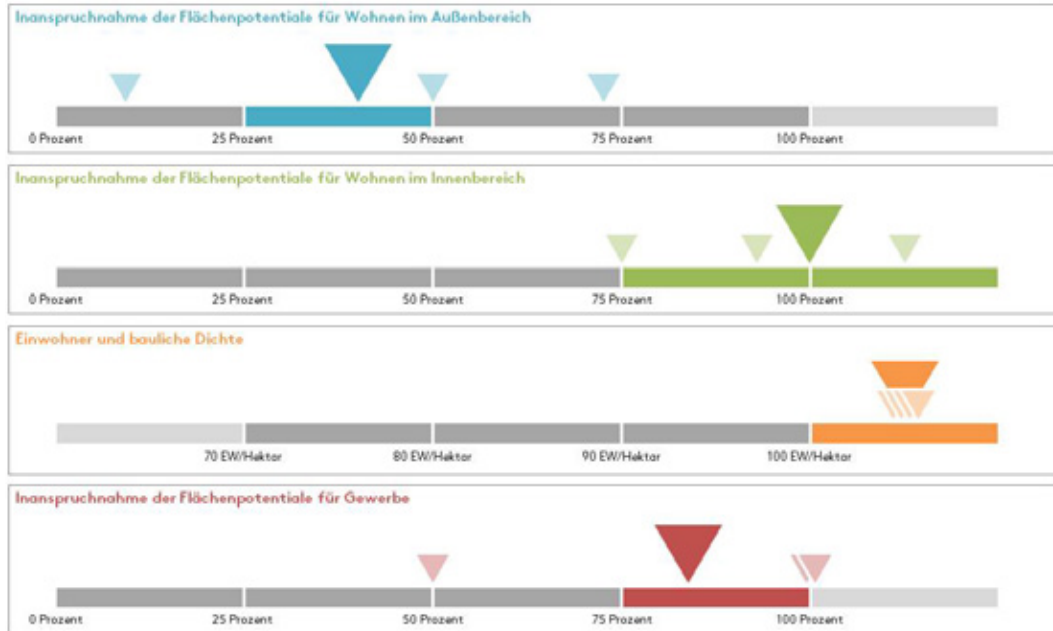 Inanspruchnahme der Flächenpotentiale für Wohnen im Außenbereich
0 Prozent 25 Prozent 50 Prozent 75 Prozent 100 Prozent
Inanspruchnahme der Flächenpotentiale für Wohnen im Innenbereich
0 Prozent 25 Prozent 50 Prozent 75 Prozent 100 Prozent
Einwohner und bauliche Dichte
70 EW/Hektar 80 EW/Hektar 90 EW/Hektar 100 EW/Hektar
Inanspruchnahme der Flächenpotentiale für Gewerbe
0 Prozent 25 Prozent 50 Prozent 75 Prozent 100 Prozent